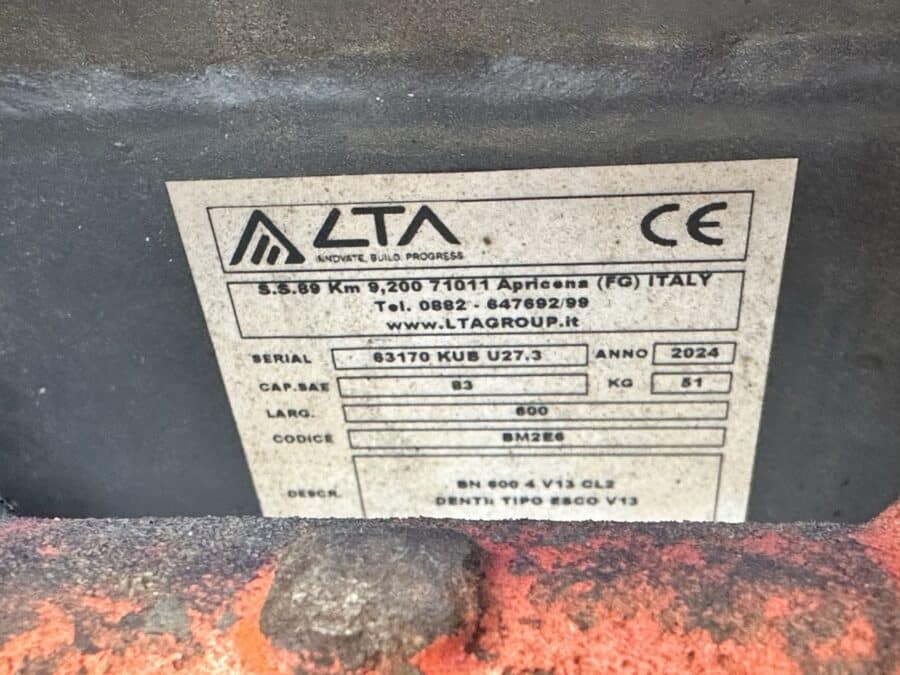 LTA CE
INNOVATE. BUILD. PROGRESS
S.S.89 Km 9,200 71011 Apricena (FG) ITALY
Tel. 0882 - 647692/99
www.LTAGROUP.it
SERIAL 63170 KUB U27.3 ANNO 2024
CAP.SAE 83 KG 51
LARG. 600
CODICE BM2E6
DESCR. BN 600 4 V13 CL2
DENTI: TIPO ESCO V13